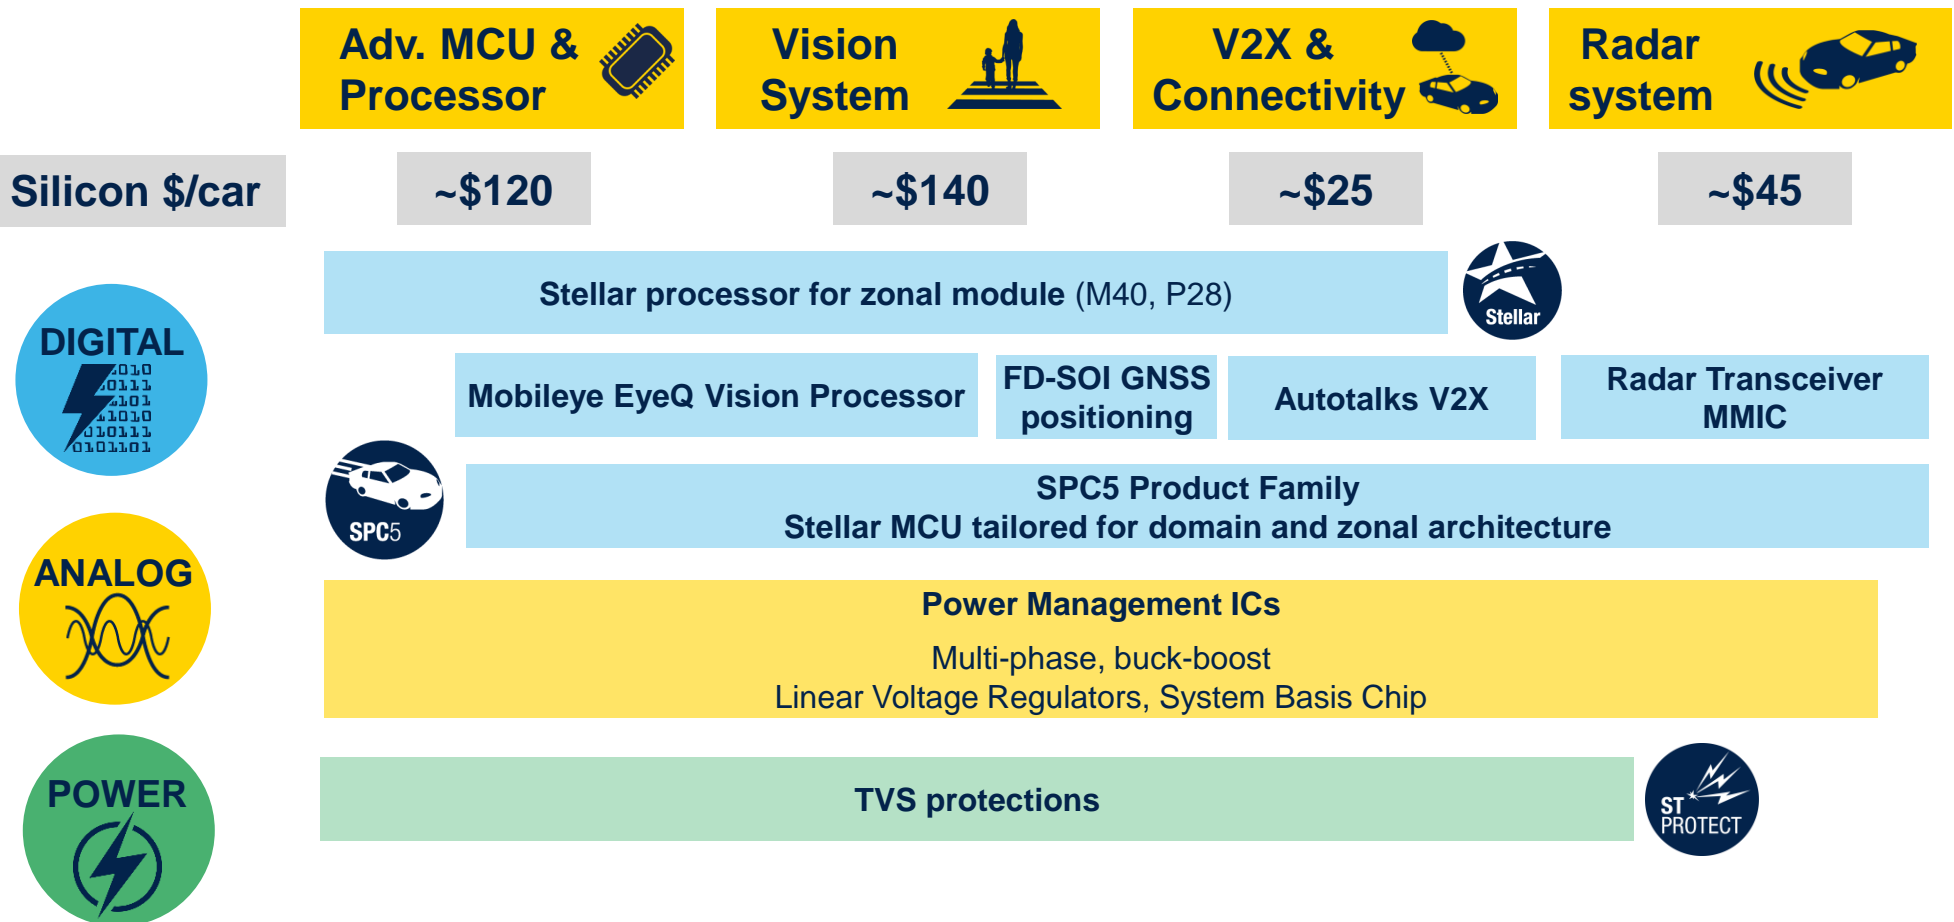 Adv. MCU &
Processor
Vision
System
V2X &
Connectivity
Radar
system
Silicon $/car
~$120
~$140
~$25
~$45
Stellar processor for zonal module (M40, P28)
Stellar
DIGITAL
Mobileye EyeQ Vision Processor
FD-SOI GNSS
positioning
Autotalks V2X
Radar Transceiver
MMIC
SPC5
SPC5 Product Family
Stellar MCU tailored for domain and zonal architecture
ANALOG
Power Management ICs
Multi-phase, buck-boost
Linear Voltage Regulators, System Basis Chip
POWER
TVS protections
ST
PROTECT